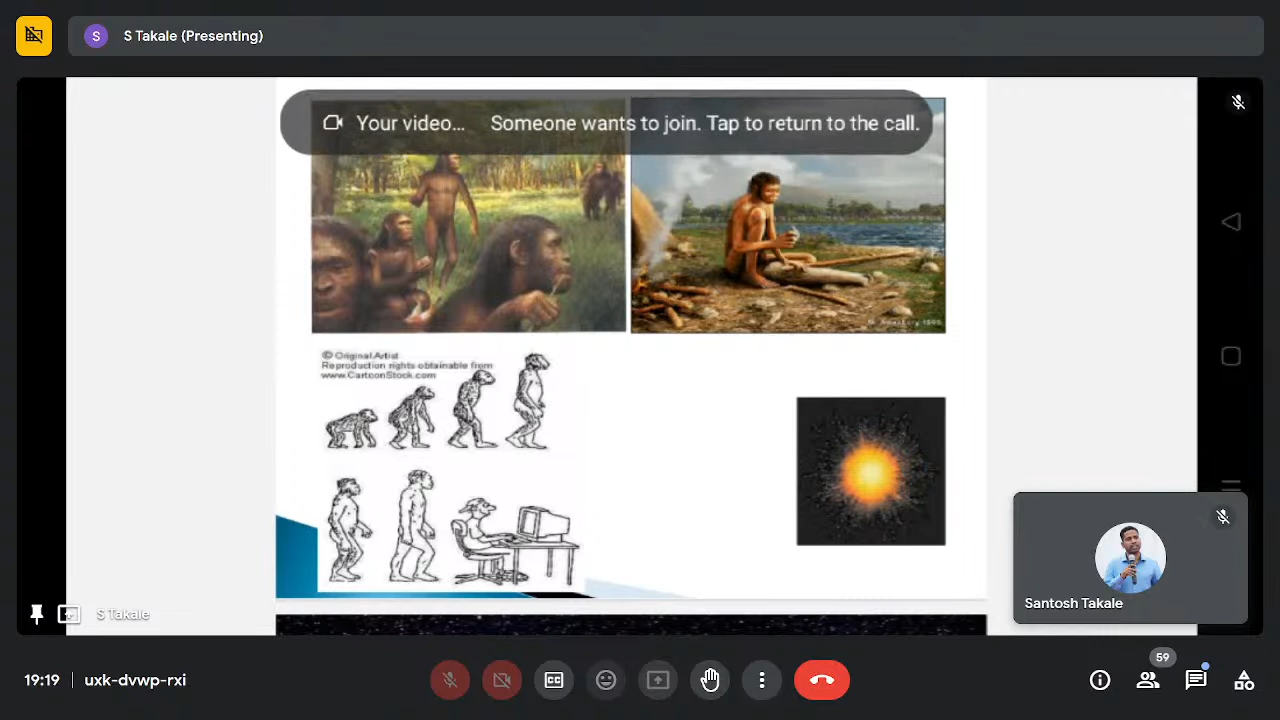 S
S Takale (Presenting)
Your video... Someone wants to join. Tap to return to the call.
© Original Artist
Reproduction rights obtainable from
www.CartoonStock.com
S Takale
Santosh Takale
19:19 uxk-dvwp-rxi
CC
59